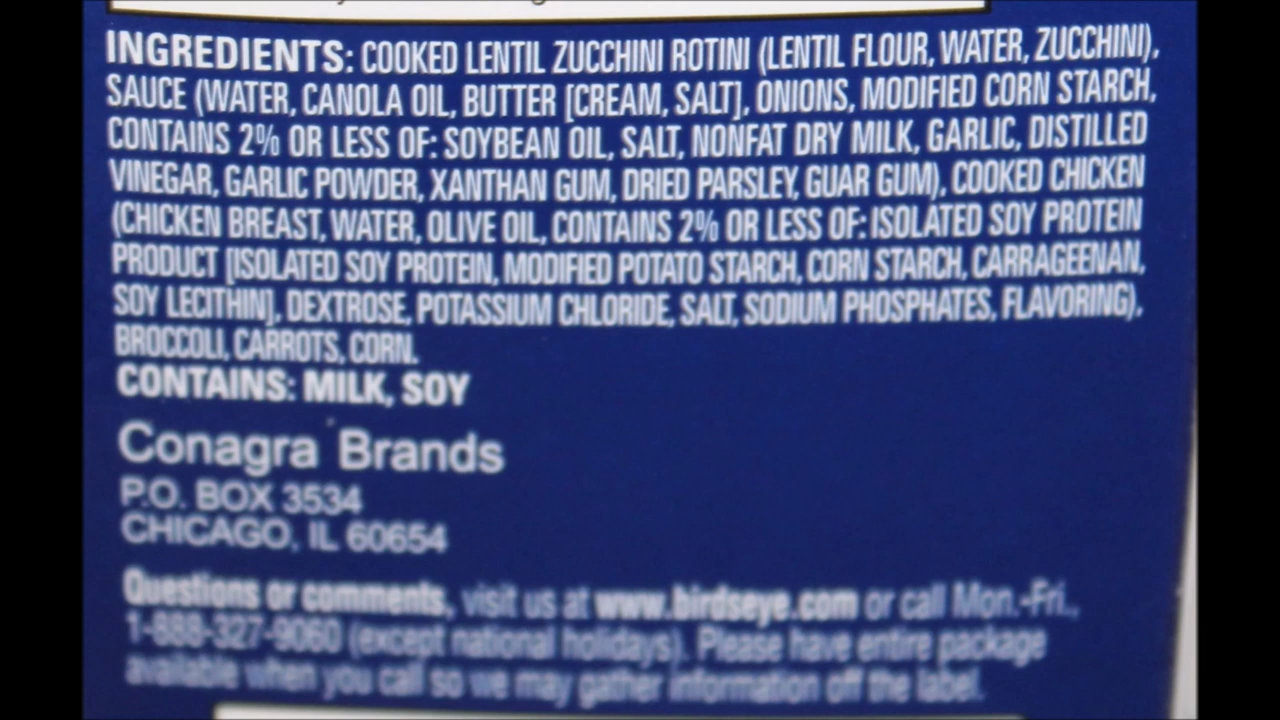 INGREDIENTS: COOKED LENTIL ZUCCHINI ROTINI (LENTIL FLOUR, WATER, ZUCCHINI),
SAUCE (WATER, CANOLA OIL, BUTTER [CREAM, SALT], ONIONS, MODIFIED CORN STARCH,
CONTAINS 2% OR LESS OF: SOYBEAN OIL, SALT, NONFAT DRY MILK, GARLIC, DISTILLED
VINEGAR, GARLIC POWDER, XANTHAN GUM, DRIED PARSLEY, GUAR GUM), COOKED CHICKEN
(CHICKEN BREAST, WATER, OLIVE OIL, CONTAINS 2% OR LESS OF: ISOLATED SOY PROTEIN
PRODUCT [ISOLATED SOY PROTEIN, MODIFIED POTATO STARCH, CORN STARCH, CARRAGEENAN,
SOY LECITHIN], DEXTROSE, POTASSIUM CHLORIDE, SALT, SODIUM PHOSPHATES, FLAVORING),
BROCCOLI, CARROTS, CORN.
CONTAINS: MILK, SOY
Conagra Brands
P.O. BOX 3534
CHICAGO, IL 60654
Questions or comments, visit us at www.birdseye.com or call Mon.-Fri.,
1-888-327-9060 (except national holidays). Please have entire package
available when you call so we may gather information off the label.